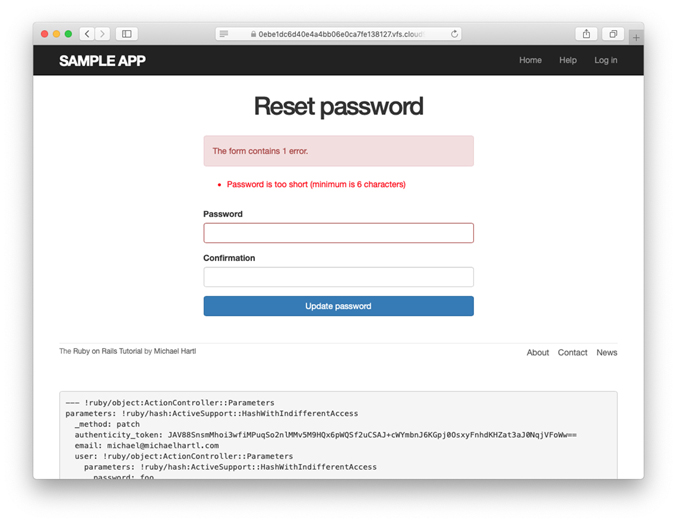 0ebe1dc6d40e4a4bb06e0ca7fe138127.vfs.cloud
SAMPLE APP
Home Help Log in
Reset password
The form contains 1 error.
• Password is too short (minimum is 6 characters)
Password
Confirmation
Update password
The Ruby on Rails Tutorial by Michael Hartl
About Contact News
--- !ruby/object:ActionController::Parameters
parameters: !ruby/hash:ActiveSupport::HashWithIndifferentAccess
_method: patch
authenticity_token: JAV88SnsmMhoi3wfiMPuqSo2nlMMv5M9HQx6pWQSf2uCSAJ+cWYmbnJ6KGpj0OsxyFnhdKHZat3aJ0NqjVFoWw==
email: michael@michaelhartl.com
user: !ruby/object:ActionController::Parameters
parameters: !ruby/hash:ActiveSupport::HashWithIndifferentAccess
password: foo